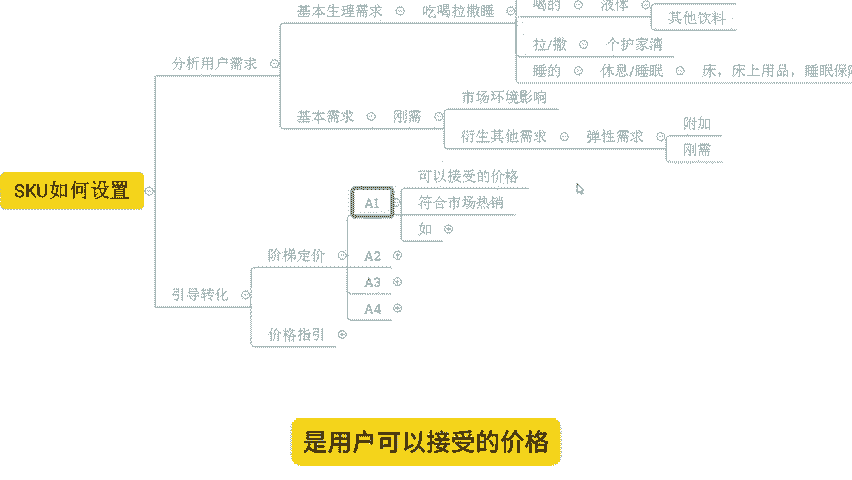 喝的
液体
其他饮料
基本生理需求
吃喝拉撒睡
拉/撒
个护家清
分析用户需求
睡的
休息/睡眠
床，床上用品，睡眠保
市场环境影响
基本需求
刚需
衍生其他需求
弹性需求
附加
刚需
SKU如何设置
可以接受的价格
A1
符合市场热销
如
阶梯定价
A2
A3
引导转化
A4
价格指引
是用户可以接受的价格